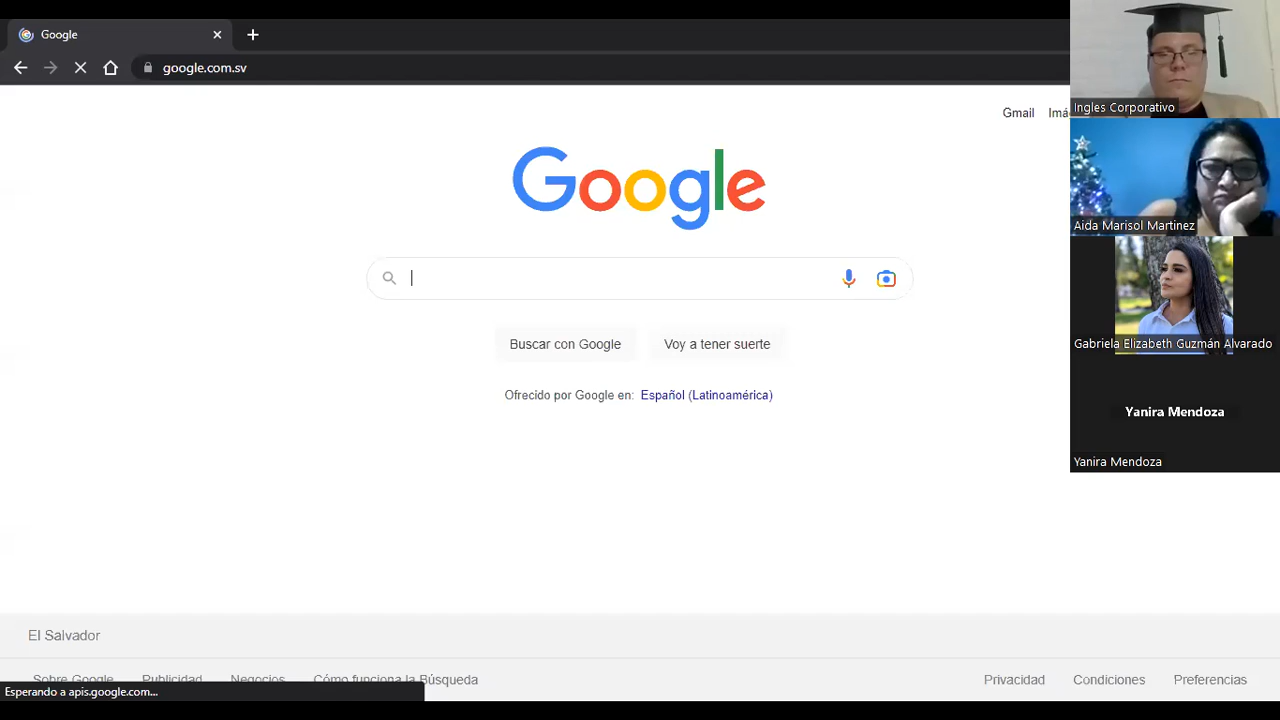 Google
google.com.sv
Gmail Imá
Google
Buscar con Google Voy a tener suerte
Ofrecido por Google en: Español (Latinoamérica)
El Salvador
Sobre Google Publicidad Negocios Cómo funciona la Búsqueda
Privacidad Condiciones Preferencias
Esperando a apis.google.com...
Ingles Corporativo
Aida Marisol Martinez
Gabriela Elizabeth Guzmán Alvarado
Yanira Mendoza
Yanira Mendoza